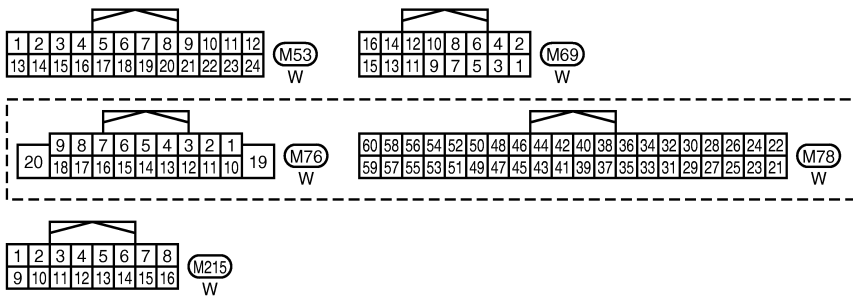 1 2 3 4 5 6 7 8 9 10 11 12
13 14 15 16 17 18 19 20 21 22 23 24
M53
W
16 14 12 10 8 6 4 2
15 13 11 9 7 5 3 1
M69
W
9 8 7 6 5 4 3 2 1
20 18 17 16 15 14 13 12 11 10 19
M76
W
60 58 56 54 52 50 48 46 44 42 40 38 36 34 32 30 28 26 24 22
59 57 55 53 51 49 47 45 43 41 39 37 35 33 31 29 27 25 23 21
M78
W
1 2 3 4 5 6 7 8
9 10 11 12 13 14 15 16
M215
W